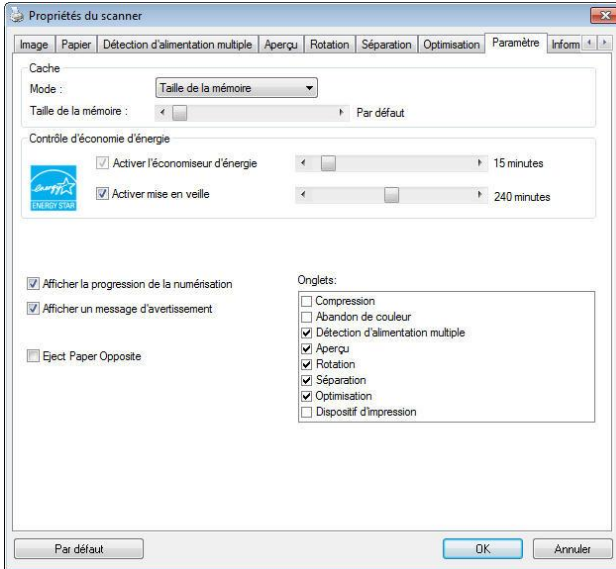 Propriétés du scanner
Image Papier Détection d'alimentation multiple Aperçu Rotation Séparation Optimisation Paramètre Inform
Cache
Mode : Taille de la mémoire
Taille de la mémoire : Par défaut
Contrôle d'économie d'énergie
Activer l'économiseur d'énergie 15 minutes
energy
ENERGY STAR
Activer mise en veille 240 minutes
Afficher la progression de la numérisation
Afficher un message d'avertissement
Eject Paper Opposite
Onglets:
Compression
Abandon de couleur
Détection d'alimentation multiple
Aperçu
Rotation
Séparation
Optimisation
Dispositif d'impression
Par défaut OK Annuler